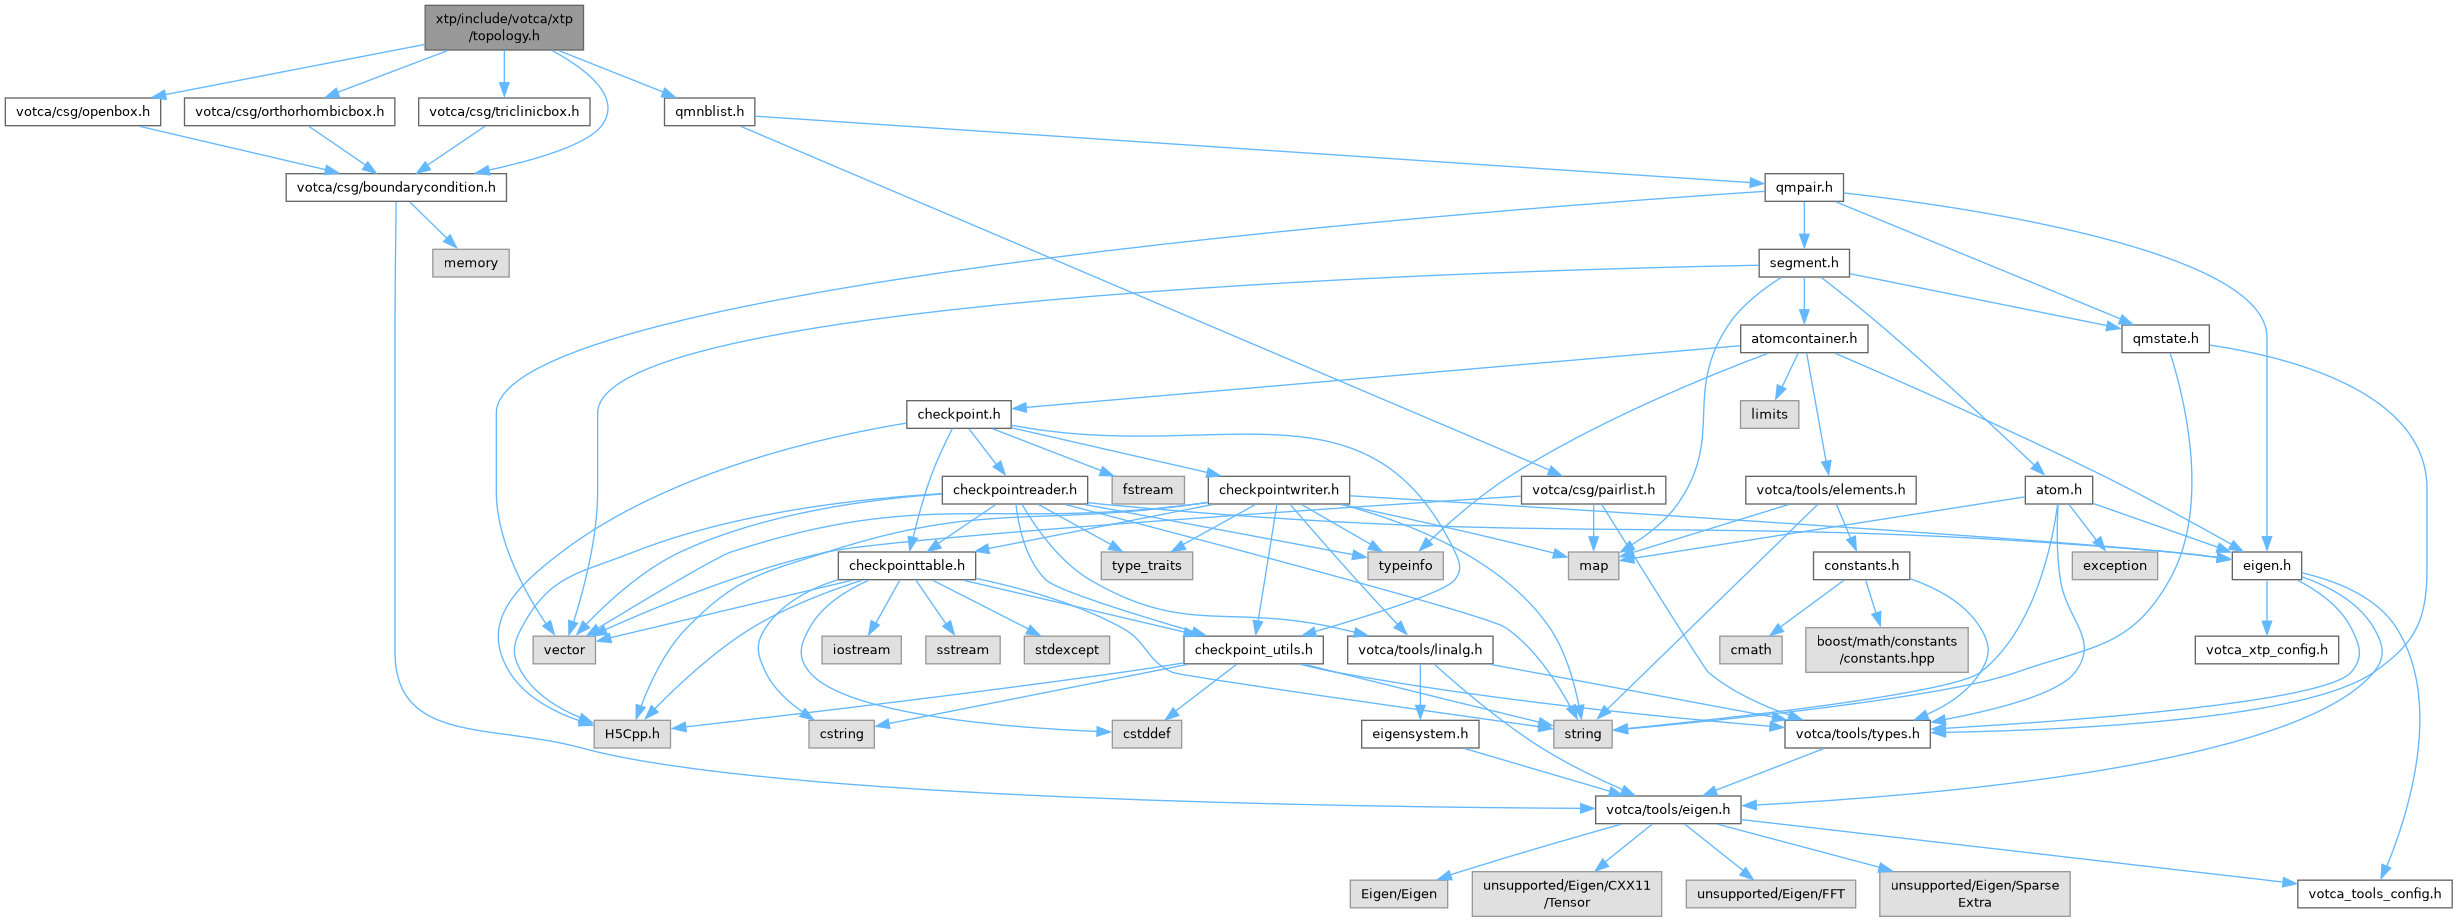 xtp/include/votca/xtp
/topology.h
votca/csg/openbox.h
votca/csg/orthorhombicbox.h
votca/csg/triclinicbox.h
qmnblist.h
votca/csg/boundarycondition.h
qmpair.h
memory
segment.h
atomcontainer.h
qmstate.h
checkpoint.h
limits
checkpointreader.h
fstream
checkpointwriter.h
votca/csg/pairlist.h
votca/tools/elements.h
atom.h
checkpointtable.h
type_traits
typeinfo
map
constants.h
exception
eigen.h
vector
iostream
sstream
stdexcept
checkpoint_utils.h
votca/tools/linalg.h
cmath
boost/math/constants
/constants.hpp
votca_xtp_config.h
H5Cpp.h
cstring
cstddef
eigensystem.h
string
votca/tools/types.h
votca/tools/eigen.h
Eigen/Eigen
unsupported/Eigen/CXX11
/Tensor
unsupported/Eigen/FFT
unsupported/Eigen/Sparse
Extra
votca_tools_config.h